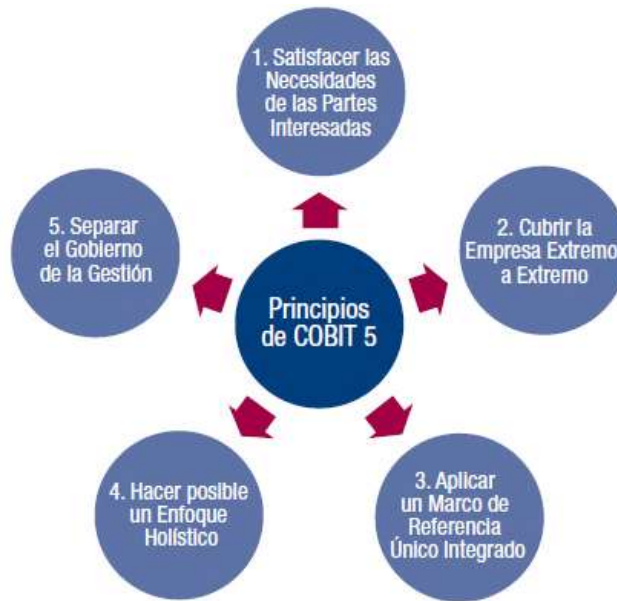 1. Satisfacer las
Necesidades
de las Partes
Interesadas
2. Cubrir la
Empresa Extremo
a Extremo
3. Aplicar
un Marco de
Referencia
Único Integrado
4. Hacer posible
un Enfoque
Holístico
5. Separar
el Gobierno
de la Gestión
Principios
de COBIT 5